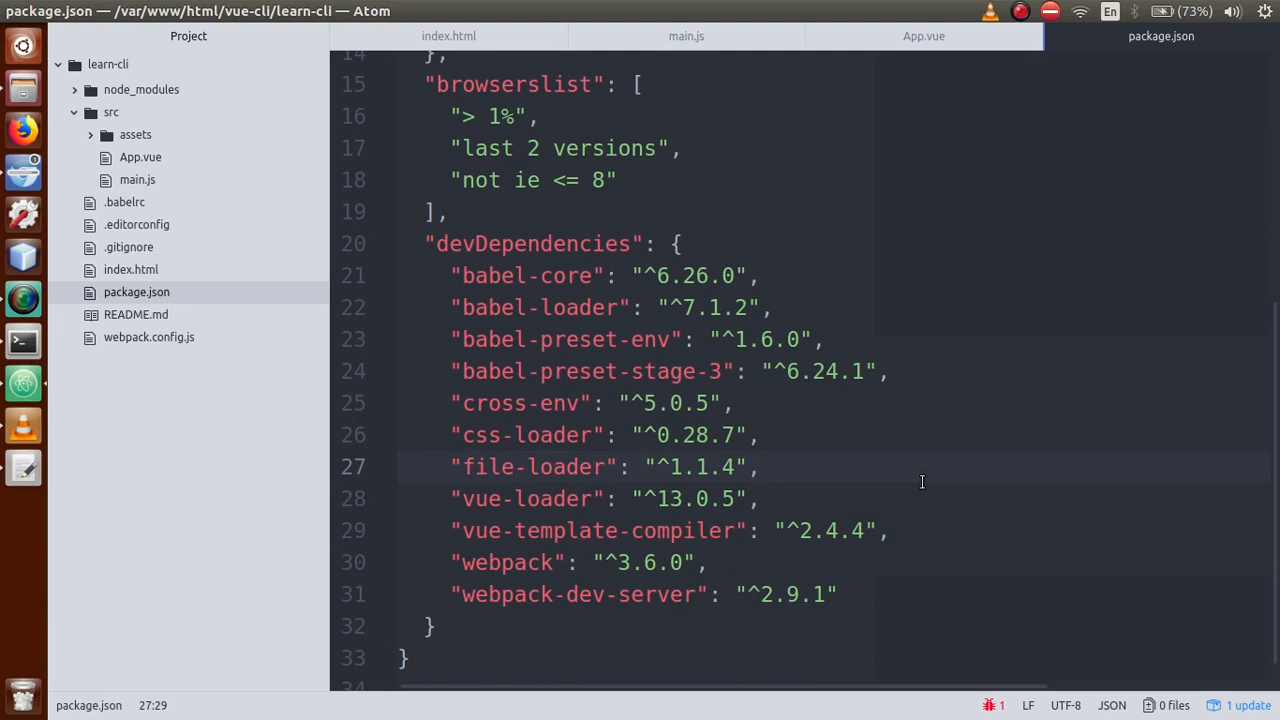 package.json — /var/www/html/vue-cli/learn-cli — Atom
En
(73%)
Project
index.html
main.js
App.vue
package.json
learn-cli
node_modules
src
assets
App.vue
main.js
.babelrc
.editorconfig
.gitignore
index.html
package.json
README.md
webpack.config.js
14 },
15 "browserslist": [
16 "> 1%",
17 "last 2 versions",
18 "not ie <= 8"
19 ],
20 "devDependencies": {
21 "babel-core": "^6.26.0",
22 "babel-loader": "^7.1.2",
23 "babel-preset-env": "^1.6.0",
24 "babel-preset-stage-3": "^6.24.1",
25 "cross-env": "^5.0.5",
26 "css-loader": "^0.28.7",
27 "file-loader": "^1.1.4",
28 "vue-loader": "^13.0.5",
29 "vue-template-compiler": "^2.4.4",
30 "webpack": "^3.6.0",
31 "webpack-dev-server": "^2.9.1"
32 }
33 }
34
package.json 27:29
1 LF UTF-8 JSON 0 files 1 update